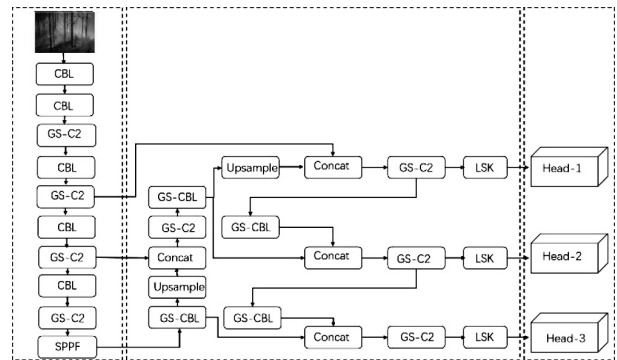 CBL
CBL
GS-C2
CBL
GS-C2
CBL
GS-C2
CBL
GS-C2
SPPF
GS-CBL
GS-C2
Concat
Upsample
GS-CBL
Upsample
Concat
GS-C2
LSK
Head-1
GS-CBL
Concat
GS-C2
LSK
Head-2
GS-CBL
Concat
GS-C2
LSK
Head-3